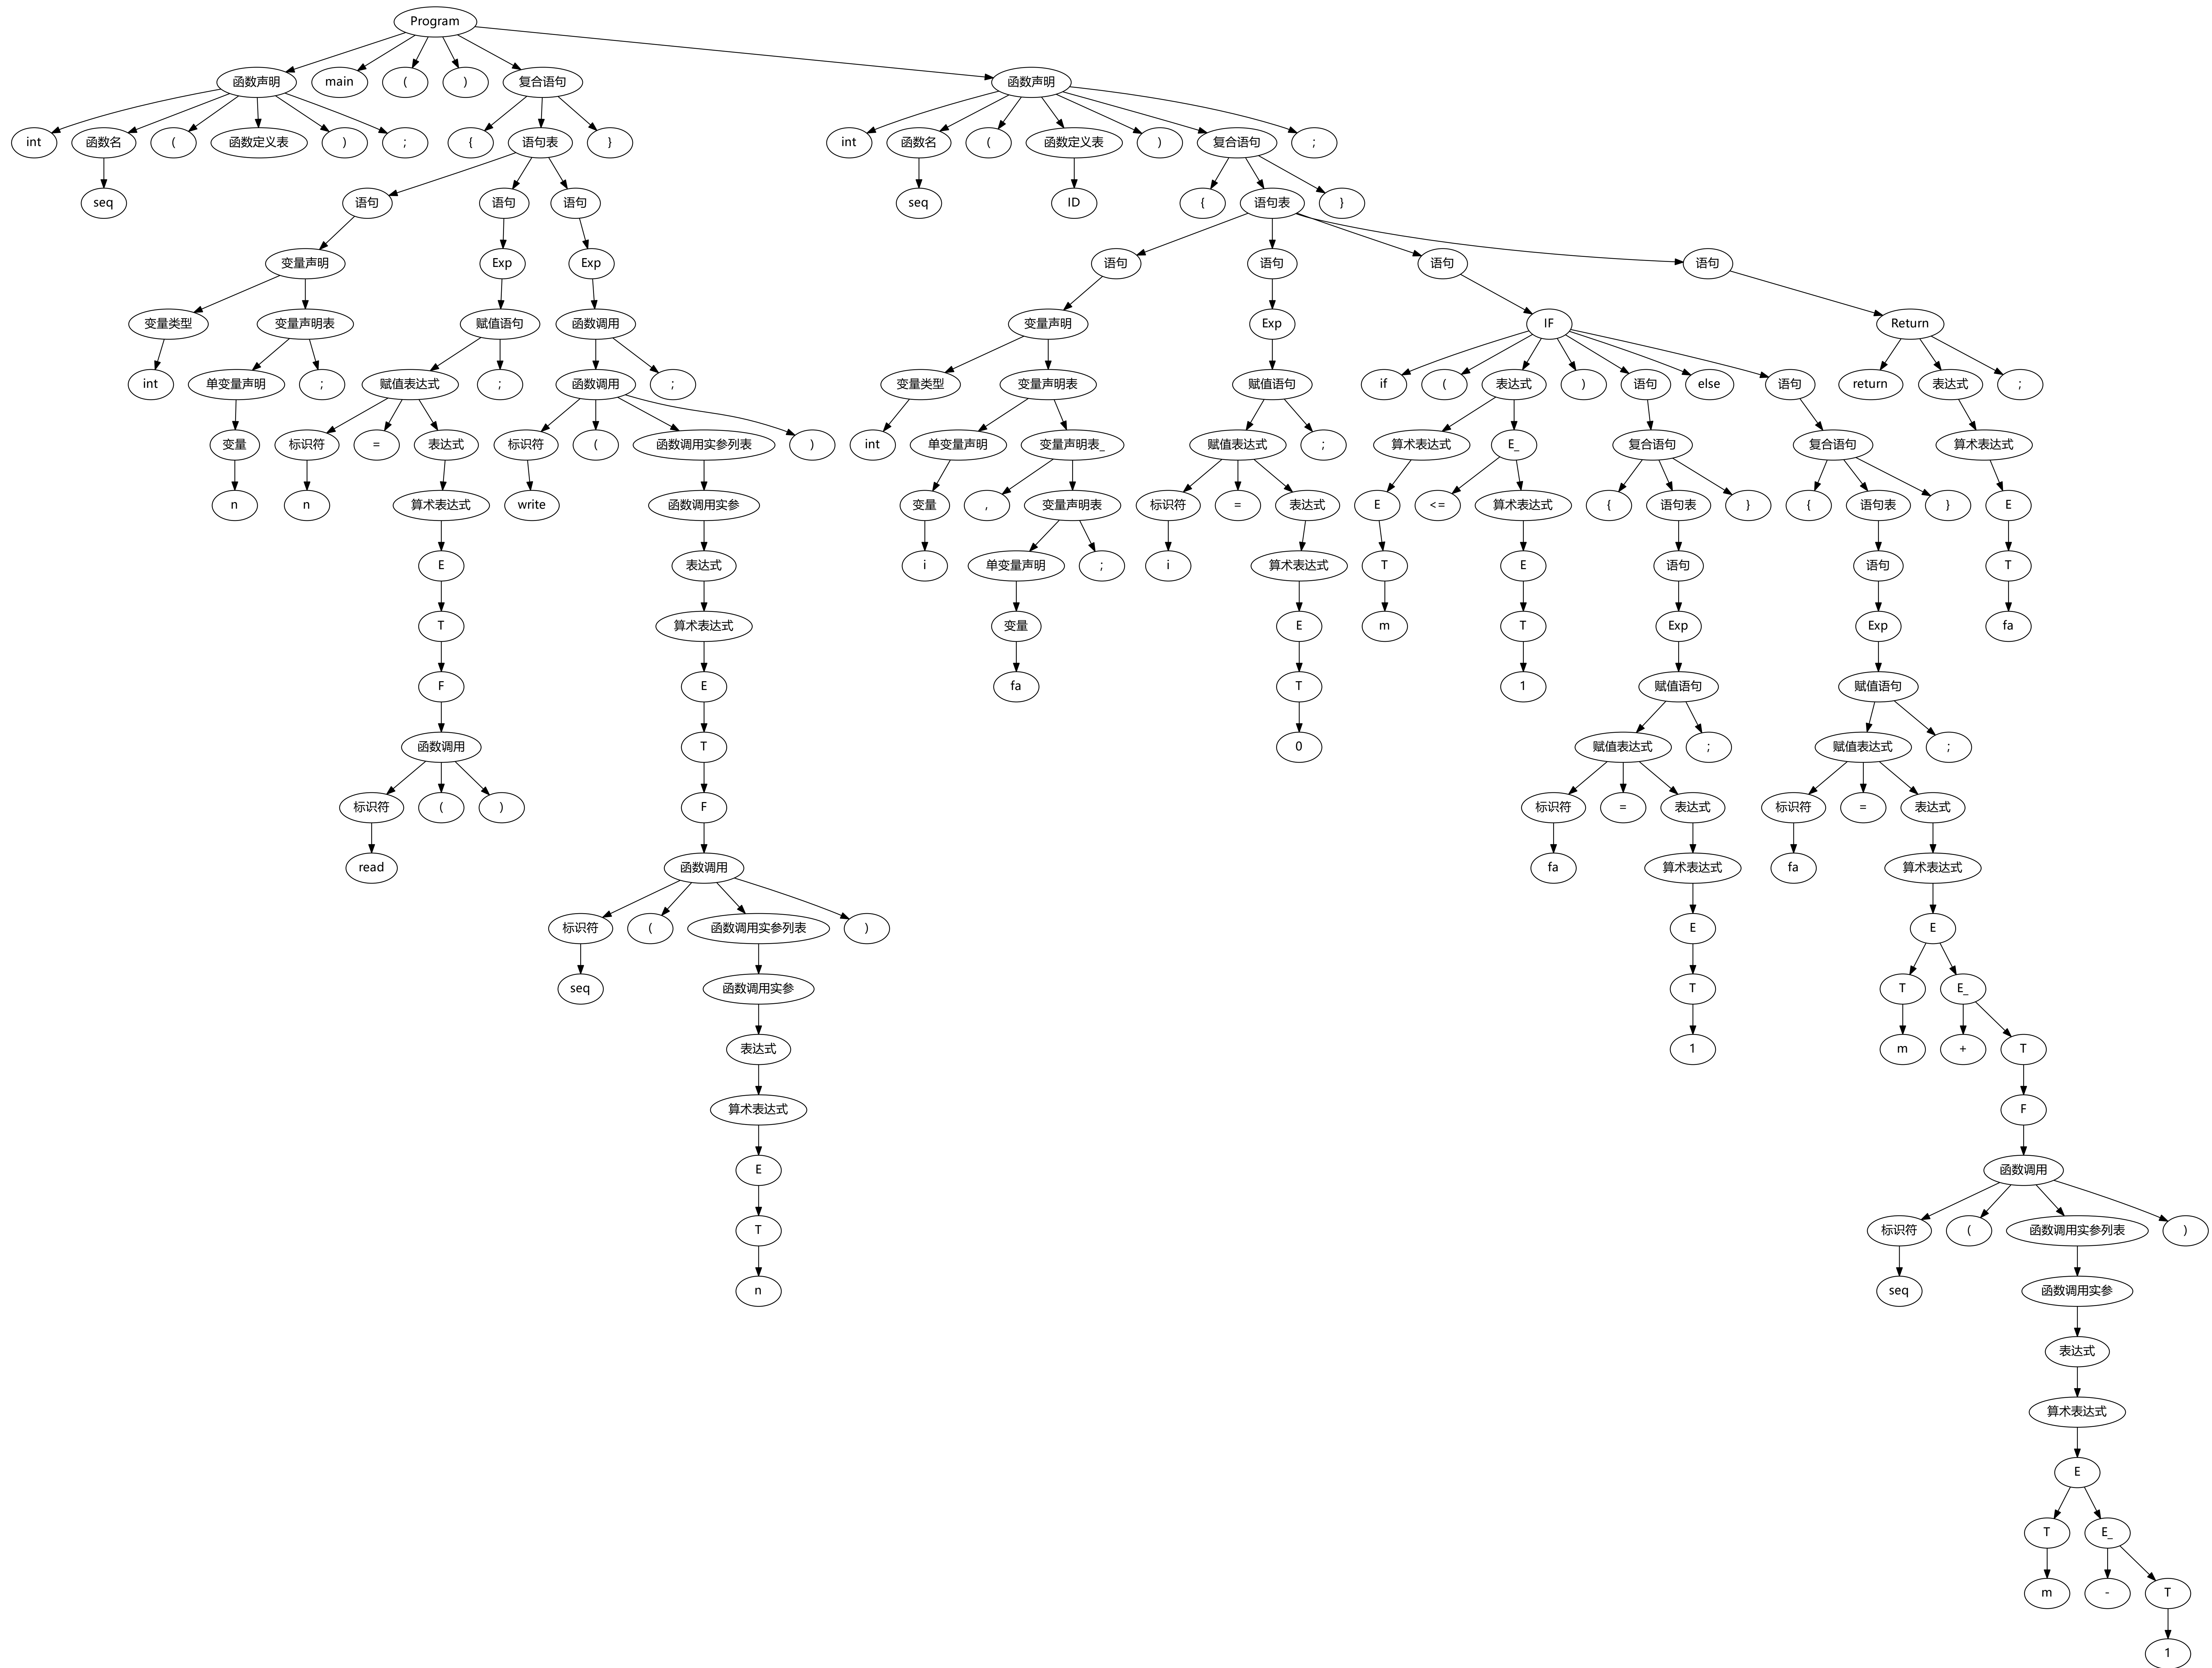 Program
函数声明 main ( ) 复合语句 函数声明
int 函数名 ( 函数定义表 ) ; { 语句表 } int 函数名 ( 函数定义表 ) 复合语句 ;
seq 语句 语句 语句 seq ID { 语句表 }
变量声明 Exp Exp 语句 语句 语句 语句
变量类型 变量声明表 赋值语句 函数调用 变量声明 Exp IF Return
int 单变量声明 ; 赋值表达式 ; 函数调用 ; 变量类型 变量声明表 赋值语句 if ( 表达式 ) 语句 else 语句 return 表达式 ;
变量 标识符 = 表达式 标识符 ( 函数调用实参列表 ) int 单变量声明 变量声明表_ 赋值表达式 ; 算术表达式 E_ 复合语句 复合语句 算术表达式
n n 算术表达式 write 函数调用实参 变量 , 变量声明表 标识符 = 表达式 E <= 算术表达式 { 语句表 } { 语句表 } E
E 表达式 i 单变量声明 ; i 算术表达式 T E 语句 语句 T
T 算术表达式 变量 E m T Exp Exp fa
F E fa T 1 赋值语句 赋值语句
函数调用 T 0 赋值表达式 ; 赋值表达式 ;
标识符 ( ) F 标识符 = 表达式 标识符 = 表达式
read 函数调用 fa 算术表达式 fa 算术表达式
标识符 ( 函数调用实参列表 ) E E
seq 函数调用实参 T T E_
表达式 1 m + T
算术表达式 F
E 函数调用
T 标识符 ( 函数调用实参列表 )
n seq 函数调用实参
表达式
算术表达式
E
T E_
m - T
1